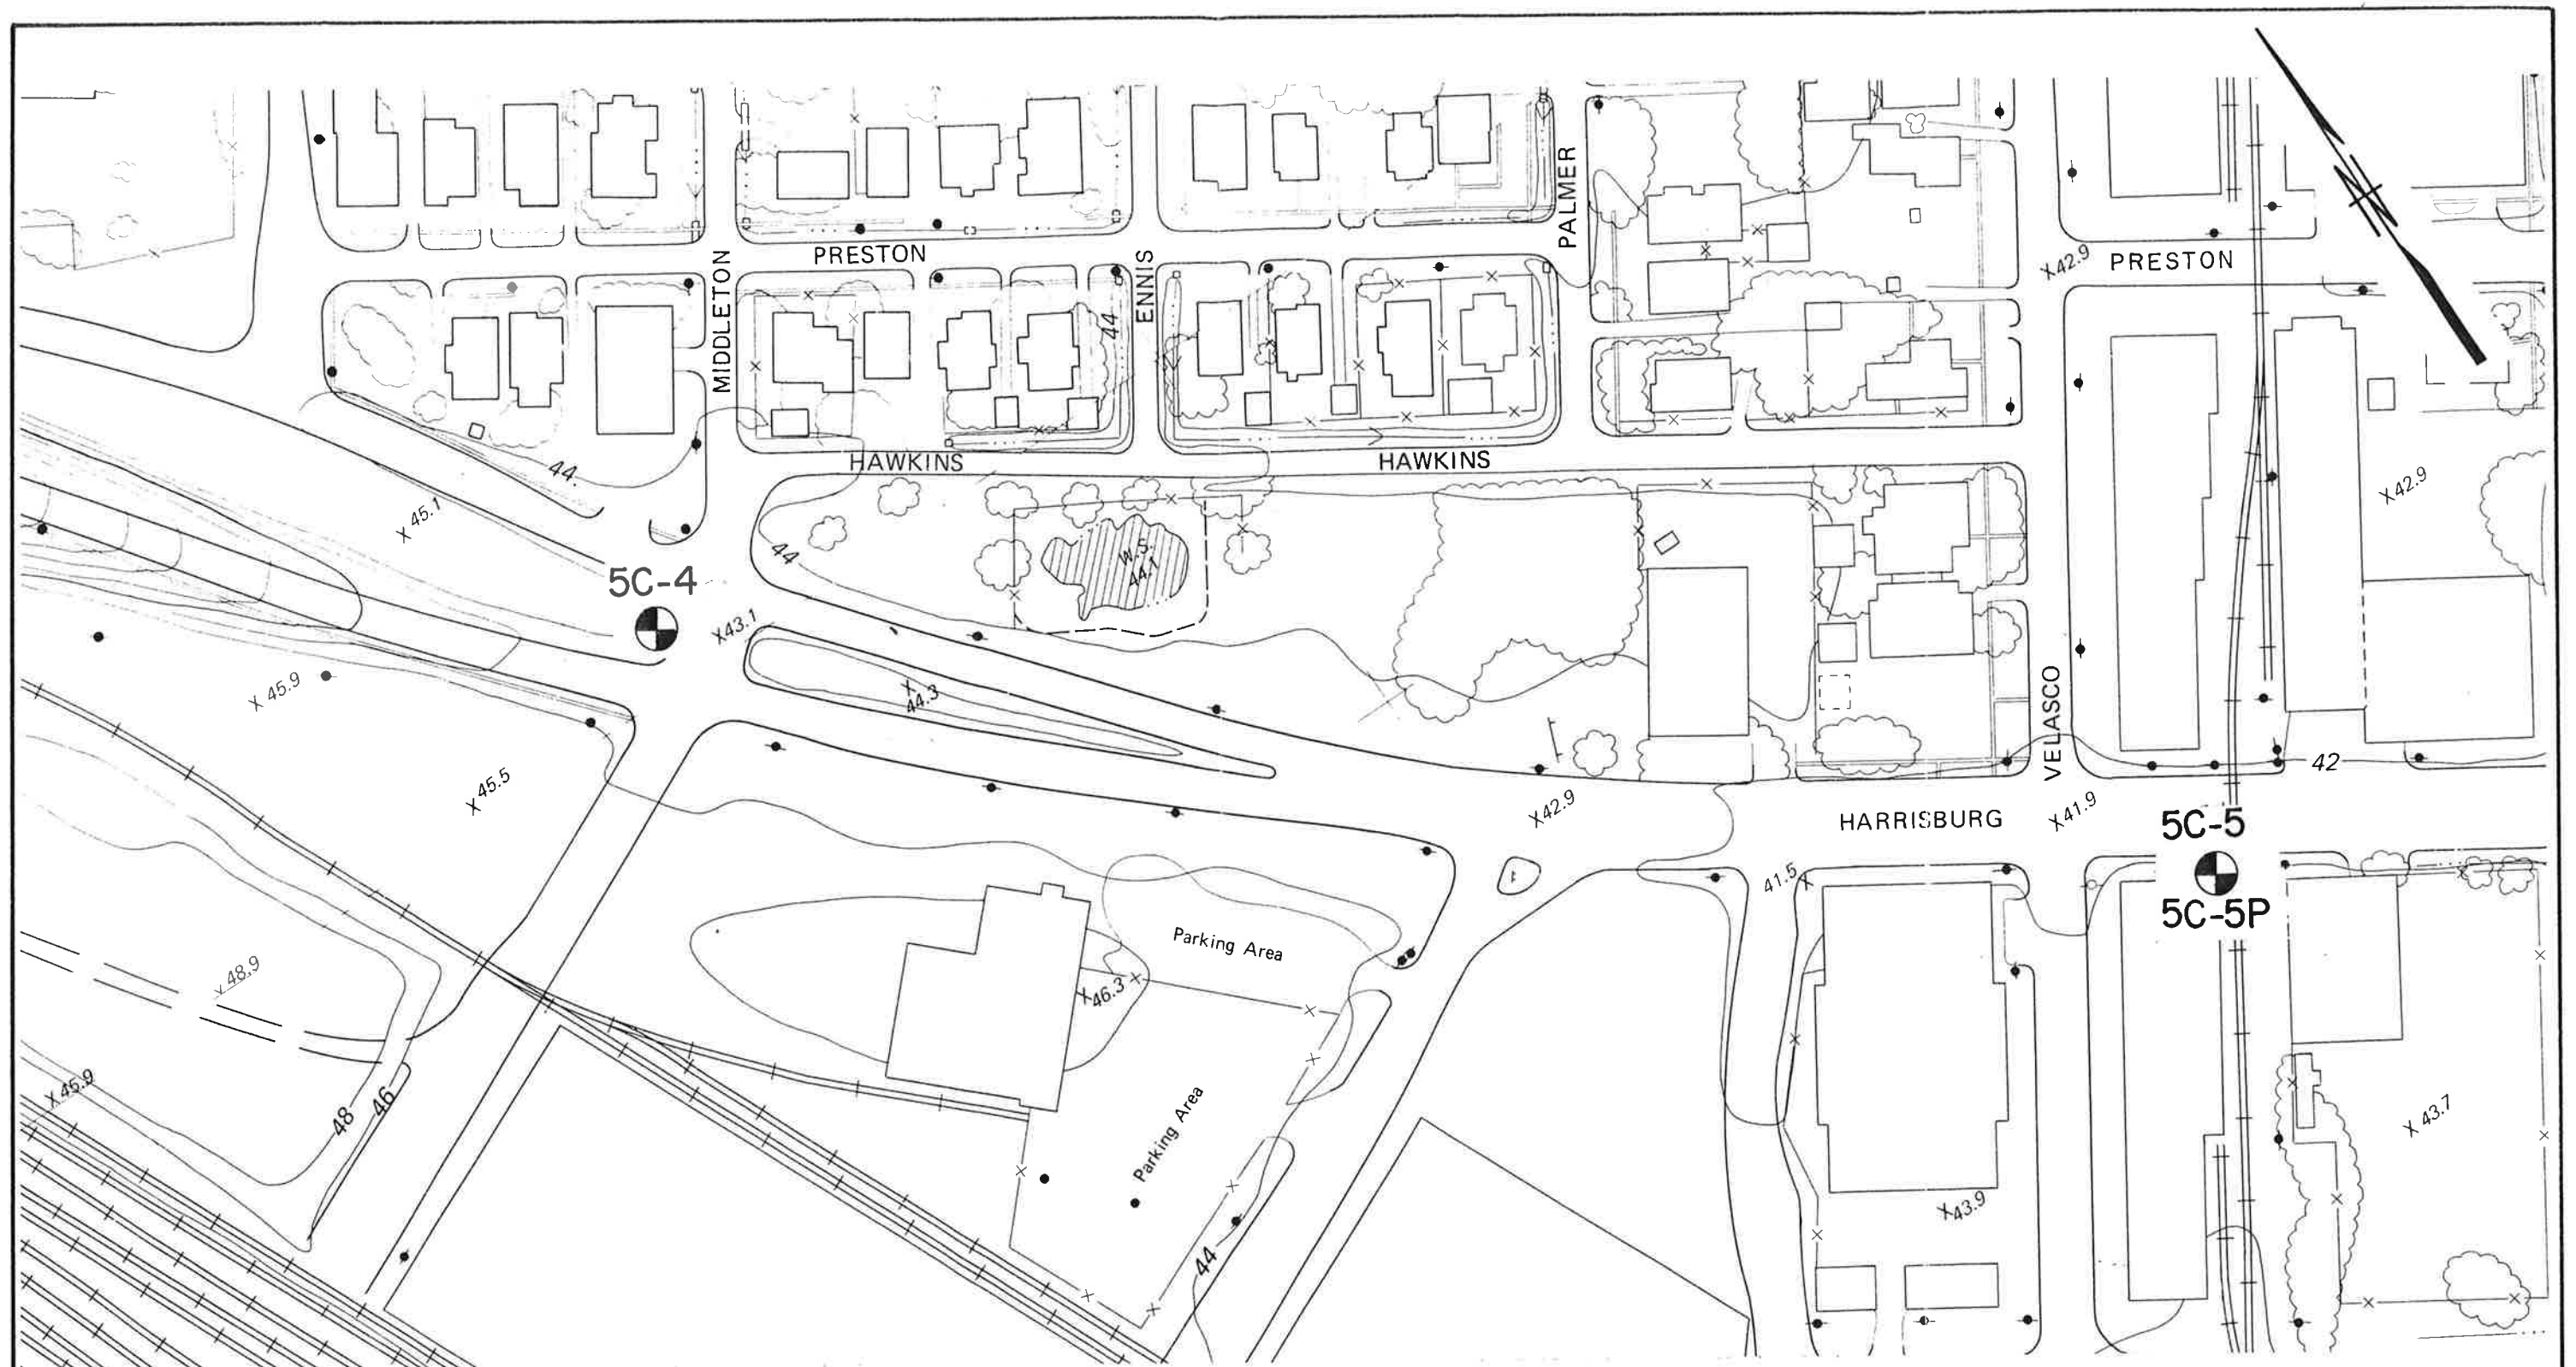 PALMER
MIDDLETON
PRESTON
ENNIS
X42.9
PRESTON
N
44
HAWKINS
HAWKINS
44.
X 45.1
X42.9
W.S.
44.1
44
5C-4
X43.1
X 45.9
X
44.3
VELASCO
X 45.5
42
X42.9
HARRISBURG
X41.9
5C-5
41.5 X
5C-5P
Parking Area
X 48.9
X46.3
X 45.9
48
46
Parking Area
X 43.7
X43.9
44